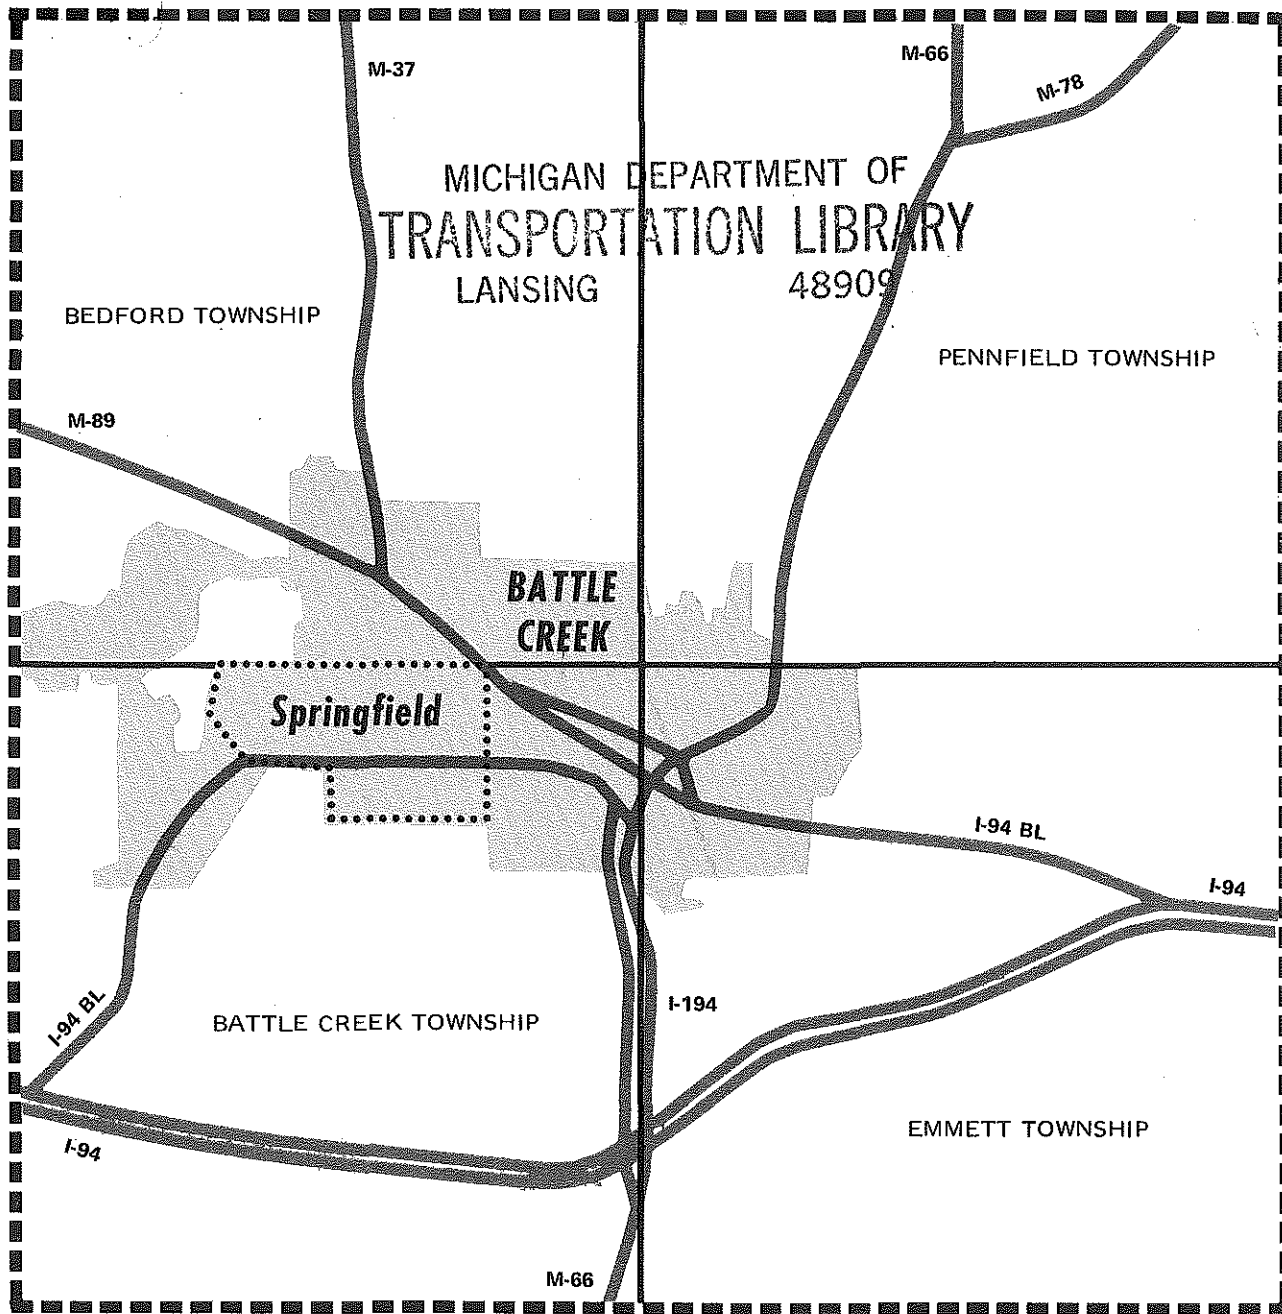 M-37
M-66
M-78
MICHIGAN DEPARTMENT OF
TRANSPORTATION LIBRARY
LANSING 48909
BEDFORD TOWNSHIP
PENNFIELD TOWNSHIP
M-89
BATTLE
CREEK
Springfield
I-94 BL
I-94
I-94 BL
I-194
BATTLE CREEK TOWNSHIP
I-94
EMMETT TOWNSHIP
M-66